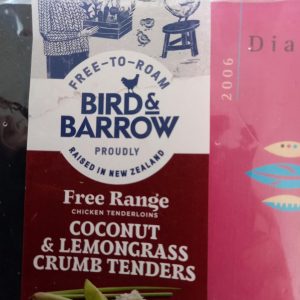 FREE-TO-ROAM
BIRD &
BARROW
PROUDLY
RAISED IN NEW ZEALAND
Free Range
CHICKEN TENDERLOINS
COCONUT
& LEMONGRASS
CRUMB TENDERS
2006